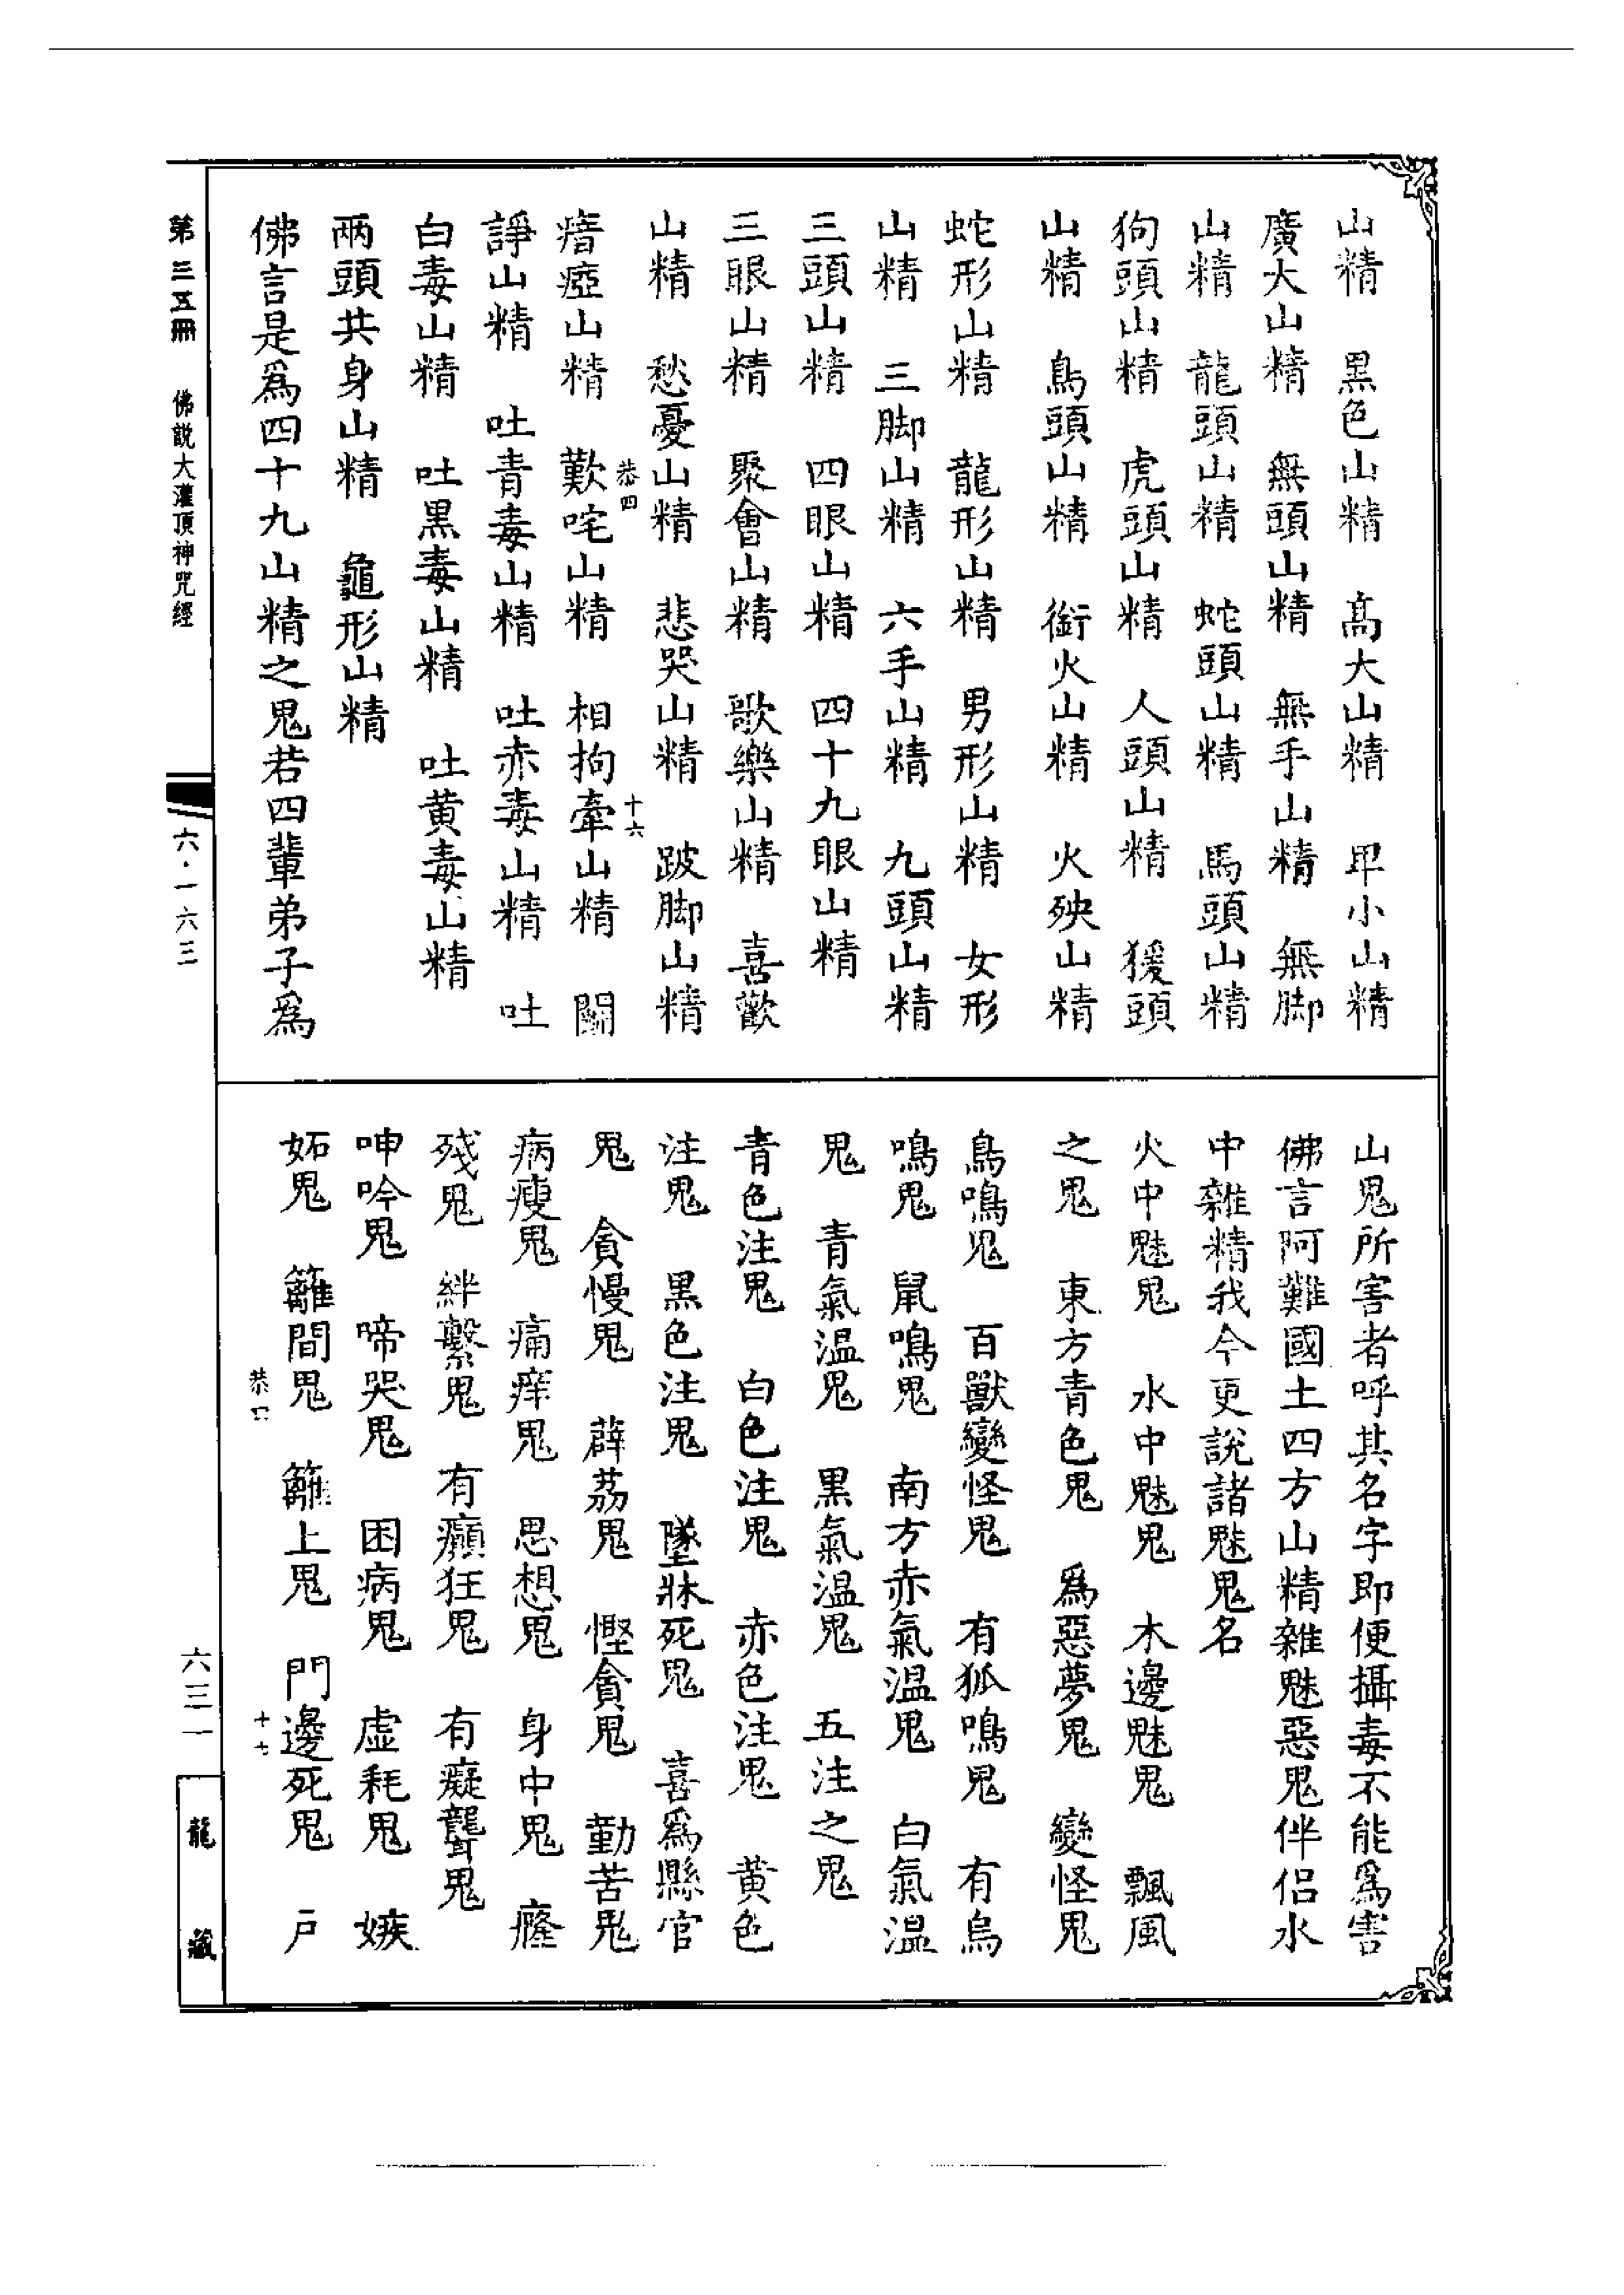 山精　黑色山精　高大山精　卑小山精
廣大山精　無頭山精　無手山精　無脚
山精　龍頭山精　蛇頭山精　馬頭山精
狗頭山精　虎頭山精　人頭山精　猨頭
山精　鳥頭山精　銜火山精　火殃山精
蛇形山精　龍形山精　男形山精　女形
山精　三脚山精　六手山精　九頭山精
三頭山精　四眼山精　四十九眼山精
三眼山精　聚會山精　歌樂山精　喜歡
山精　愁憂山精　悲哭山精　跛脚山精
恭四　十六
瘖瘂山精　歎咤山精　相拘牽山精　鬭
諍山精　吐青毒山精　吐赤毒山精　吐
白毒山精　吐黑毒山精　吐黄毒山精
兩頭共身山精　龜形山精
佛言是爲四十九山精之鬼若四輩弟子爲
山鬼所害者呼其名字即便攝毒不能爲害
佛言阿難國土四方山精雜魅惡鬼伴侶水
中雜精我今更說諸魅鬼名
火中魅鬼　水中魅鬼　木邊魅鬼　飄風
之鬼　東方青色鬼　爲惡夢鬼　變怪鬼
鳥鳴鬼　百獸變怪鬼　有狐鳴鬼　有烏
鳴鬼　鼠鳴鬼　南方赤氣温鬼　白氣温
鬼　青氣温鬼　黑氣温鬼　五注之鬼
青色注鬼　白色注鬼　赤色注鬼　黄色
注鬼　黑色注鬼　墜牀死鬼　喜爲縣官
鬼　貪慢鬼　薜荔鬼　慳貪鬼　勤苦鬼
病瘦鬼　痛痒鬼　思想鬼　身中鬼　癃
殘鬼　絆繫鬼　有癲狂鬼　有癡聾鬼
呻吟鬼　啼哭鬼　困病鬼　虛耗鬼　嫉
妬鬼　籬間鬼　籬上鬼　門邊死鬼　戶
恭四　十七
第三五冊　佛説大灌頂神咒經
六·一六三
六三一
龍藏